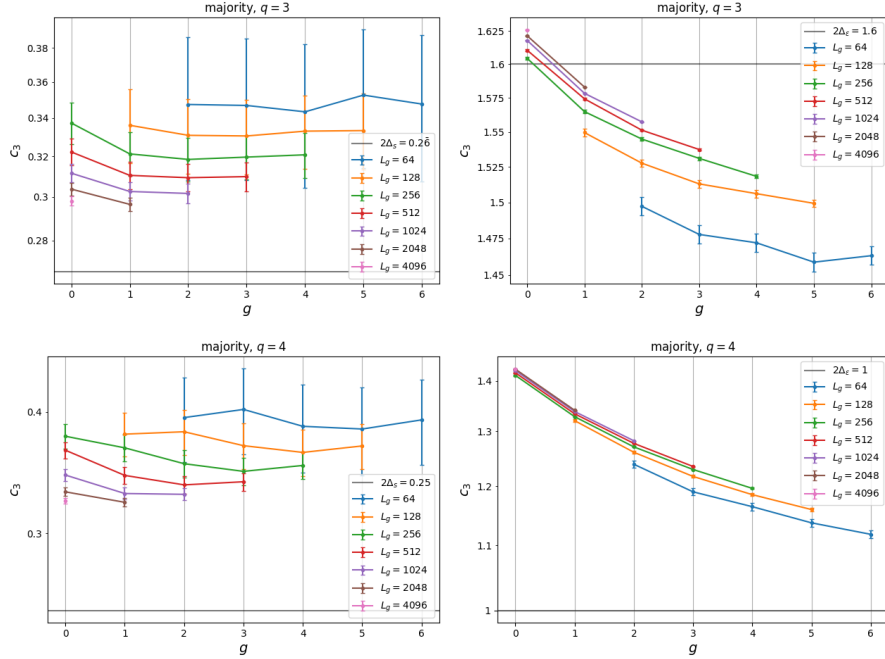 majority, q = 3
0.38
0.36
0.34
0.32
0.3
0.28
c3
2Δs = 0.26̄
Lg = 64
Lg = 128
Lg = 256
Lg = 512
Lg = 1024
Lg = 2048
Lg = 4096
0 1 2 3 4 5 6
g
majority, q = 3
1.625
1.6
1.575
1.55
1.525
1.5
1.475
1.45
c3
2Δε = 1.6
Lg = 64
Lg = 128
Lg = 256
Lg = 512
Lg = 1024
Lg = 2048
Lg = 4096
0 1 2 3 4 5 6
g
majority, q = 4
0.4
0.3
c3
2Δs = 0.25
Lg = 64
Lg = 128
Lg = 256
Lg = 512
Lg = 1024
Lg = 2048
Lg = 4096
0 1 2 3 4 5 6
g
majority, q = 4
1.4
1.3
1.2
1.1
1
c3
2Δε = 1
Lg = 64
Lg = 128
Lg = 256
Lg = 512
Lg = 1024
Lg = 2048
Lg = 4096
0 1 2 3 4 5 6
g